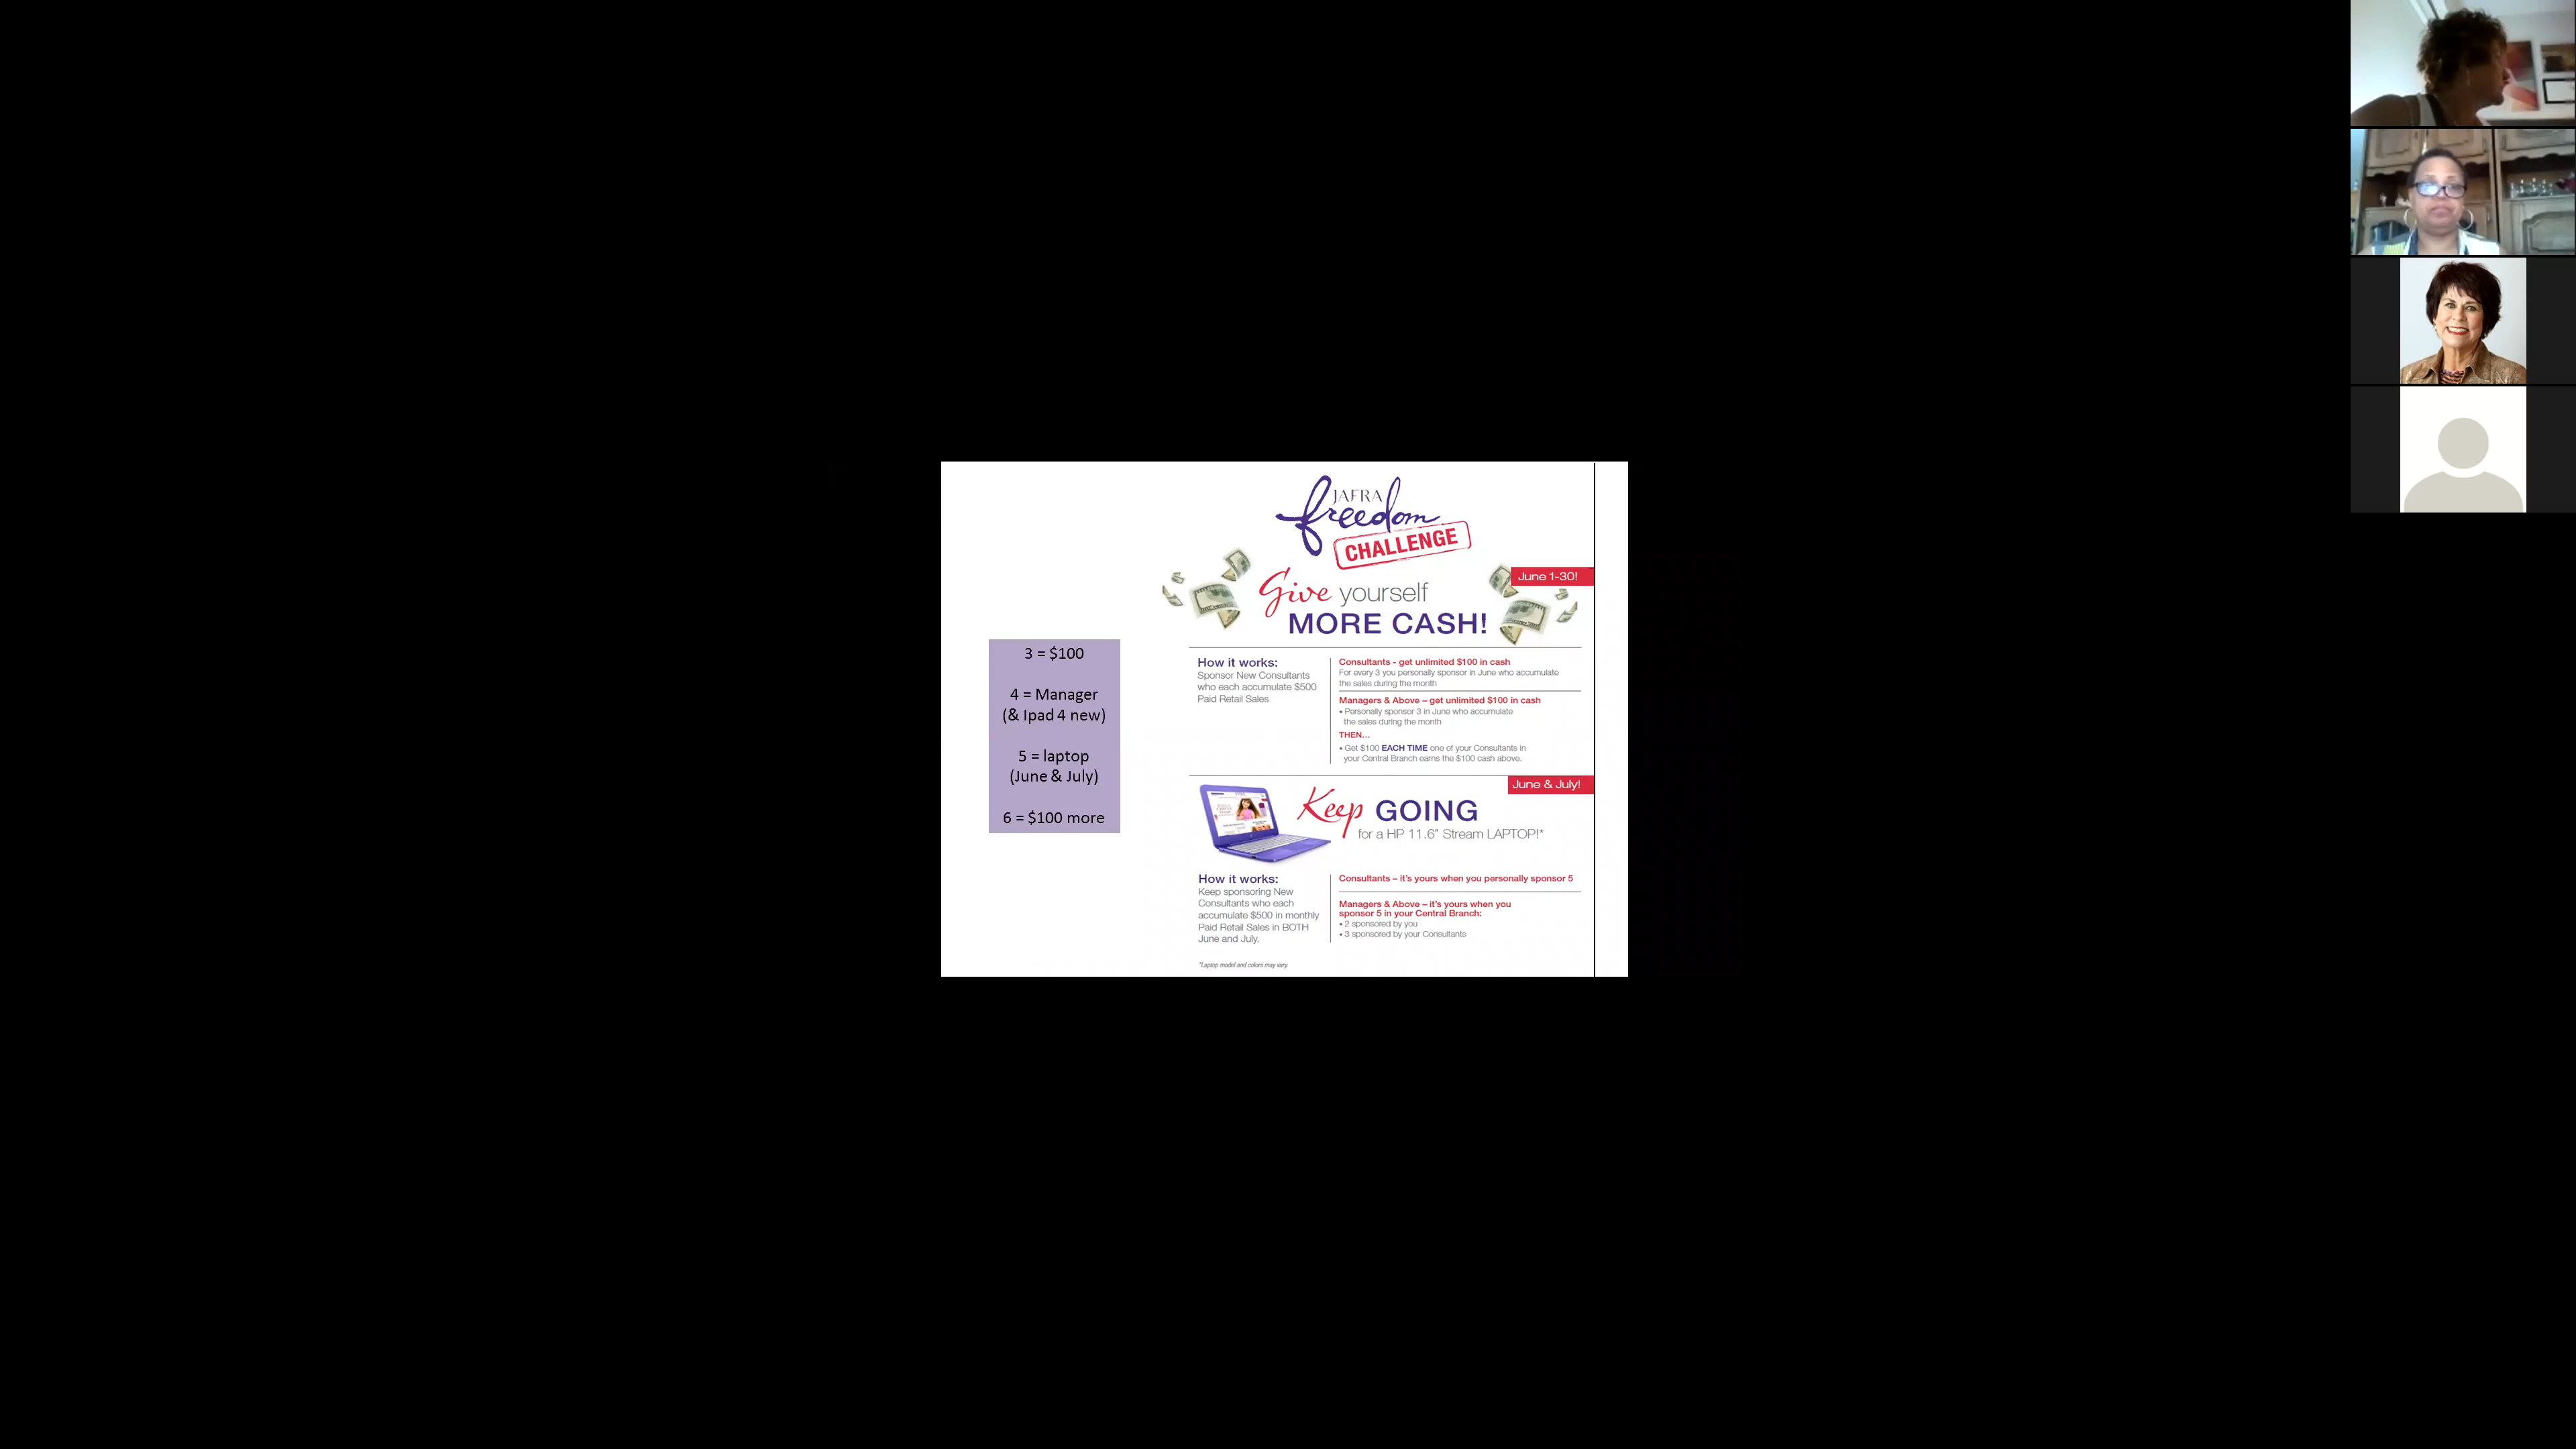 JAFRA
freedom
CHALLENGE
June 1-30!
Give yourself
MORE CASH!
3 = $100
4 = Manager
(& Ipad 4 new)
5 = laptop
(June & July)
6 = $100 more
How it works:
Sponsor New Consultants
who each accumulate $500
Paid Retail Sales
Consultants - get unlimited $100 in cash
For every 3 you personally sponsor in June who accumulate
the sales during the month
Managers & Above – get unlimited $100 in cash
• Personally sponsor 3 in June who accumulate
the sales during the month
THEN...
• Get $100 EACH TIME one of your Consultants in
your Central Branch earns the $100 cash above.
June & July!
Keep GOING
for a HP 11.6" Stream LAPTOP!*
How it works:
Keep sponsoring New
Consultants who each
accumulate $500 in monthly
Paid Retail Sales in BOTH
June and July.
Consultants – it's yours when you personally sponsor 5
Managers & Above – it's yours when you
sponsor 5 in your Central Branch:
• 2 sponsored by you
• 3 sponsored by your Consultants
*Laptop model and colors may vary